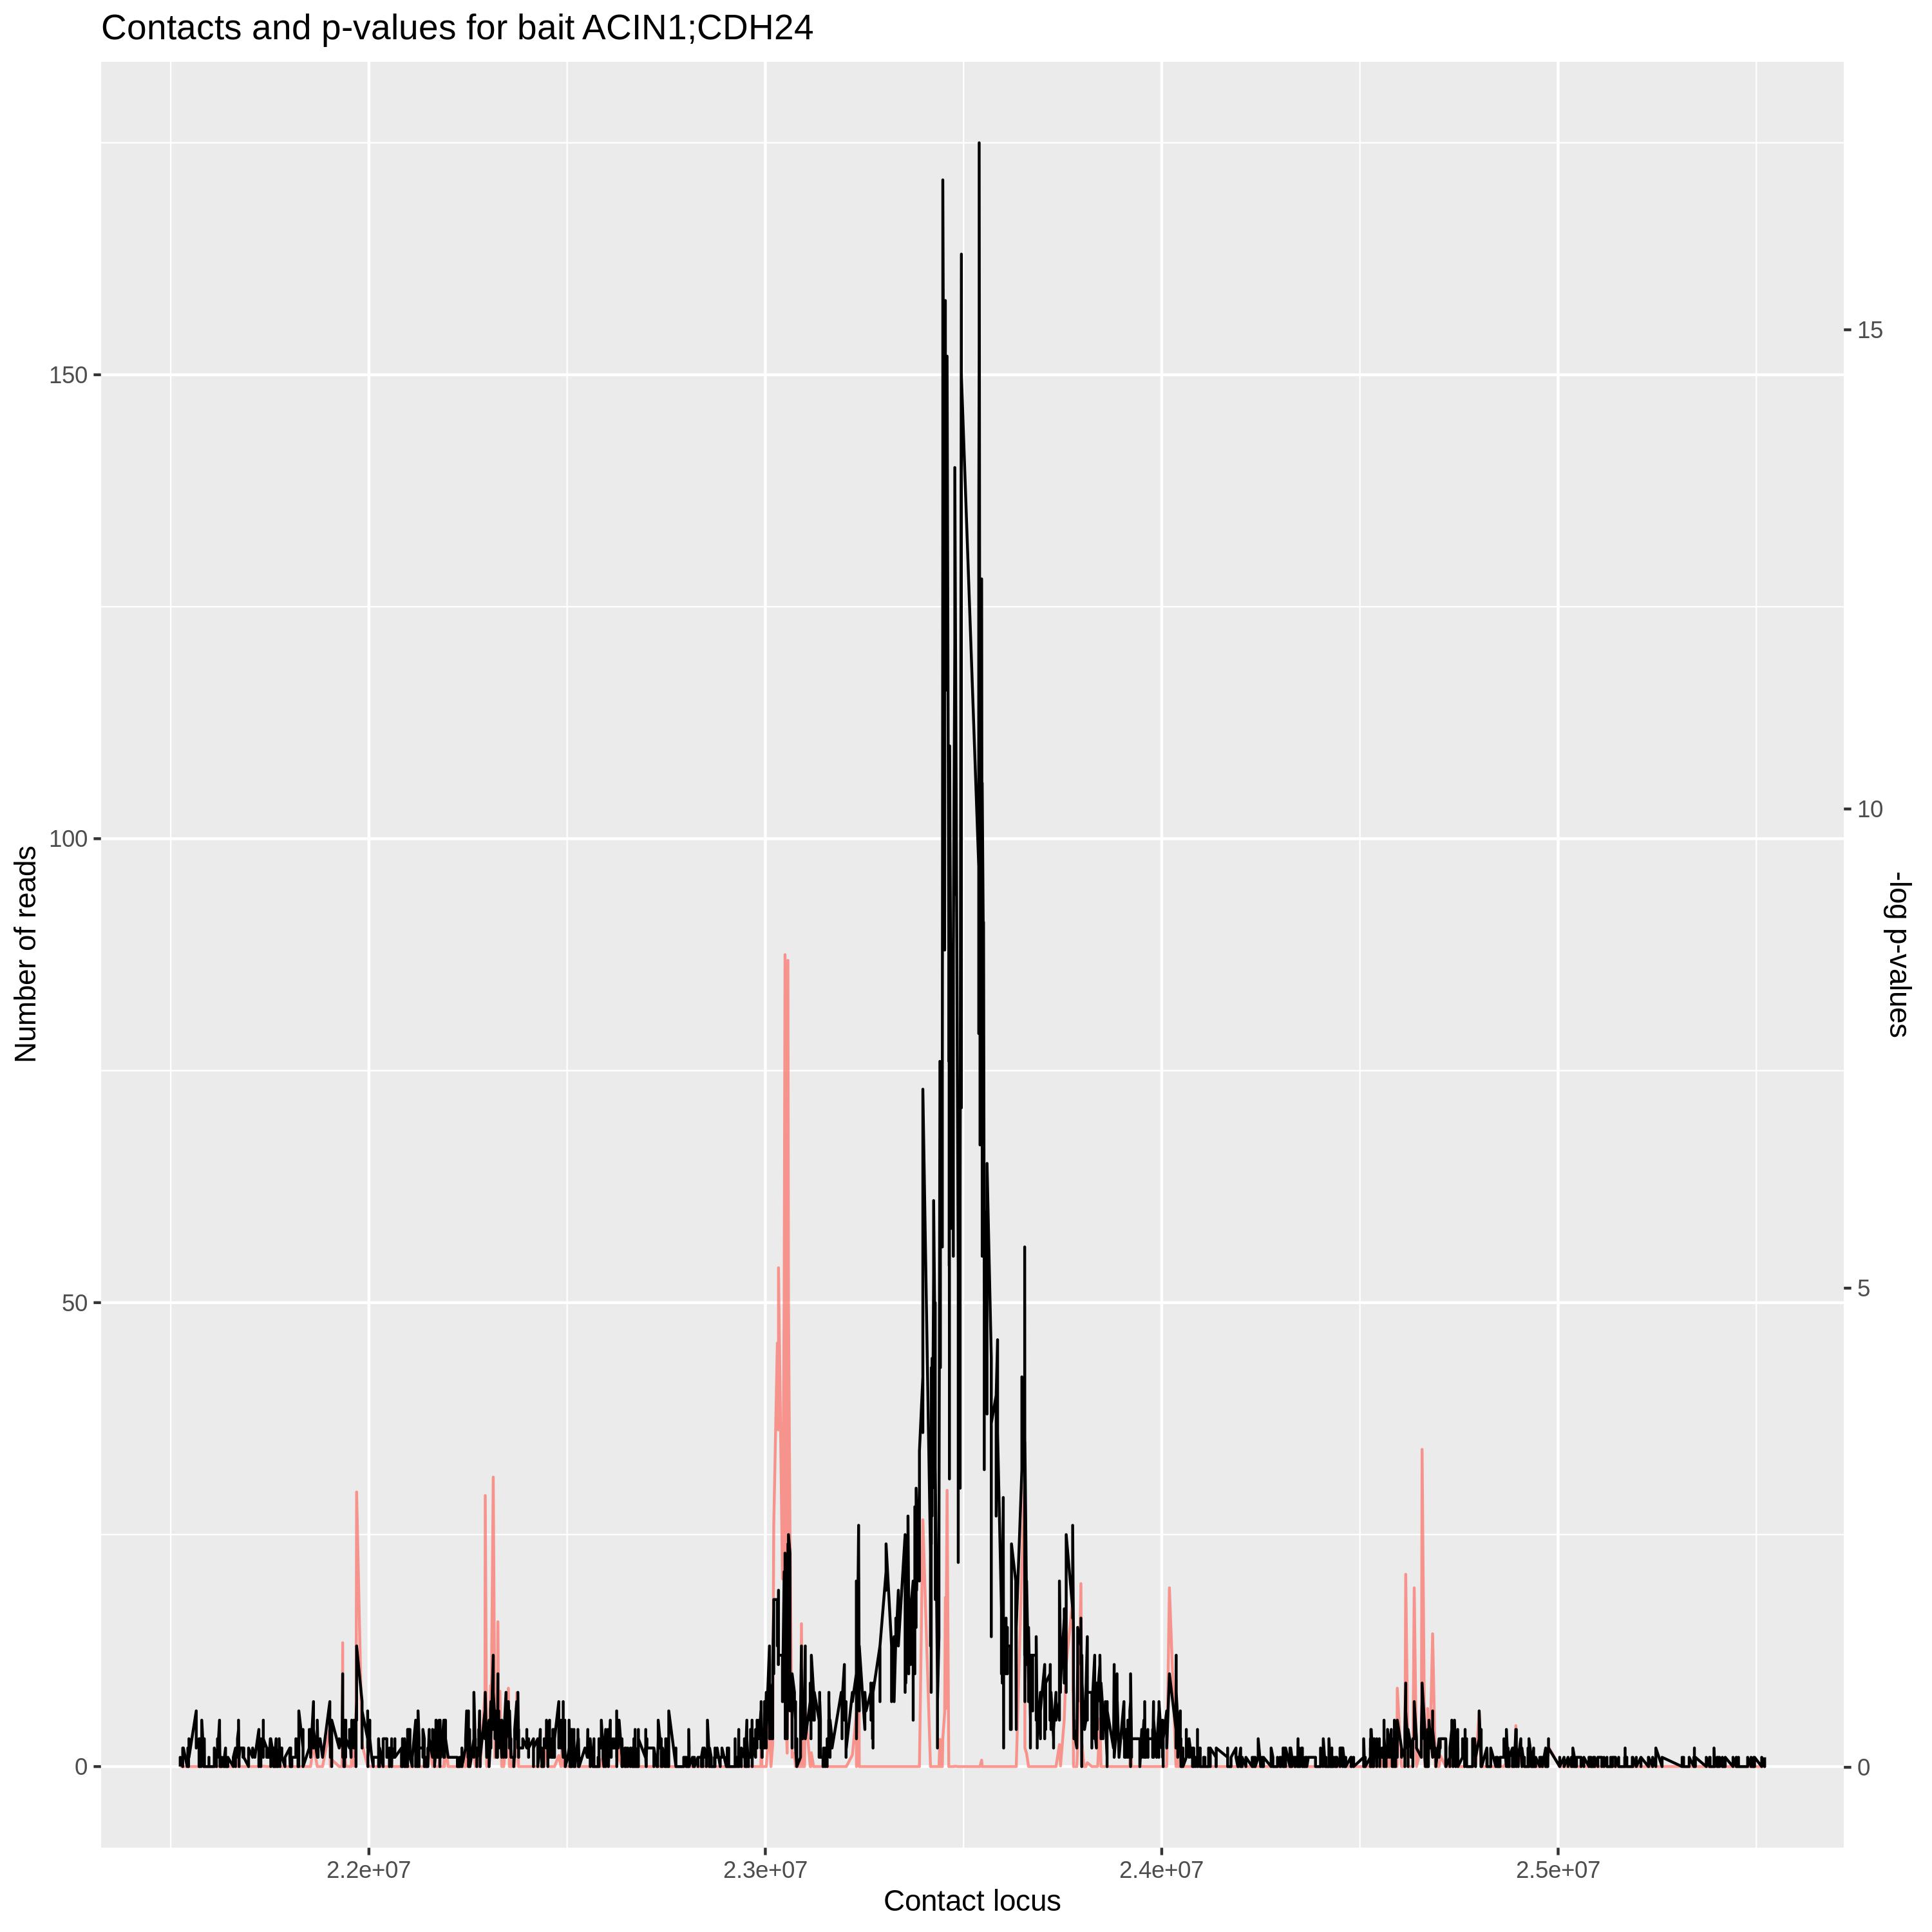 Contacts and p-values for bait ACIN1;CDH24
150
100
50
0
Number of reads
15
10
5
0
-log p-values
2.2e+07
2.3e+07
2.4e+07
2.5e+07
Contact locus